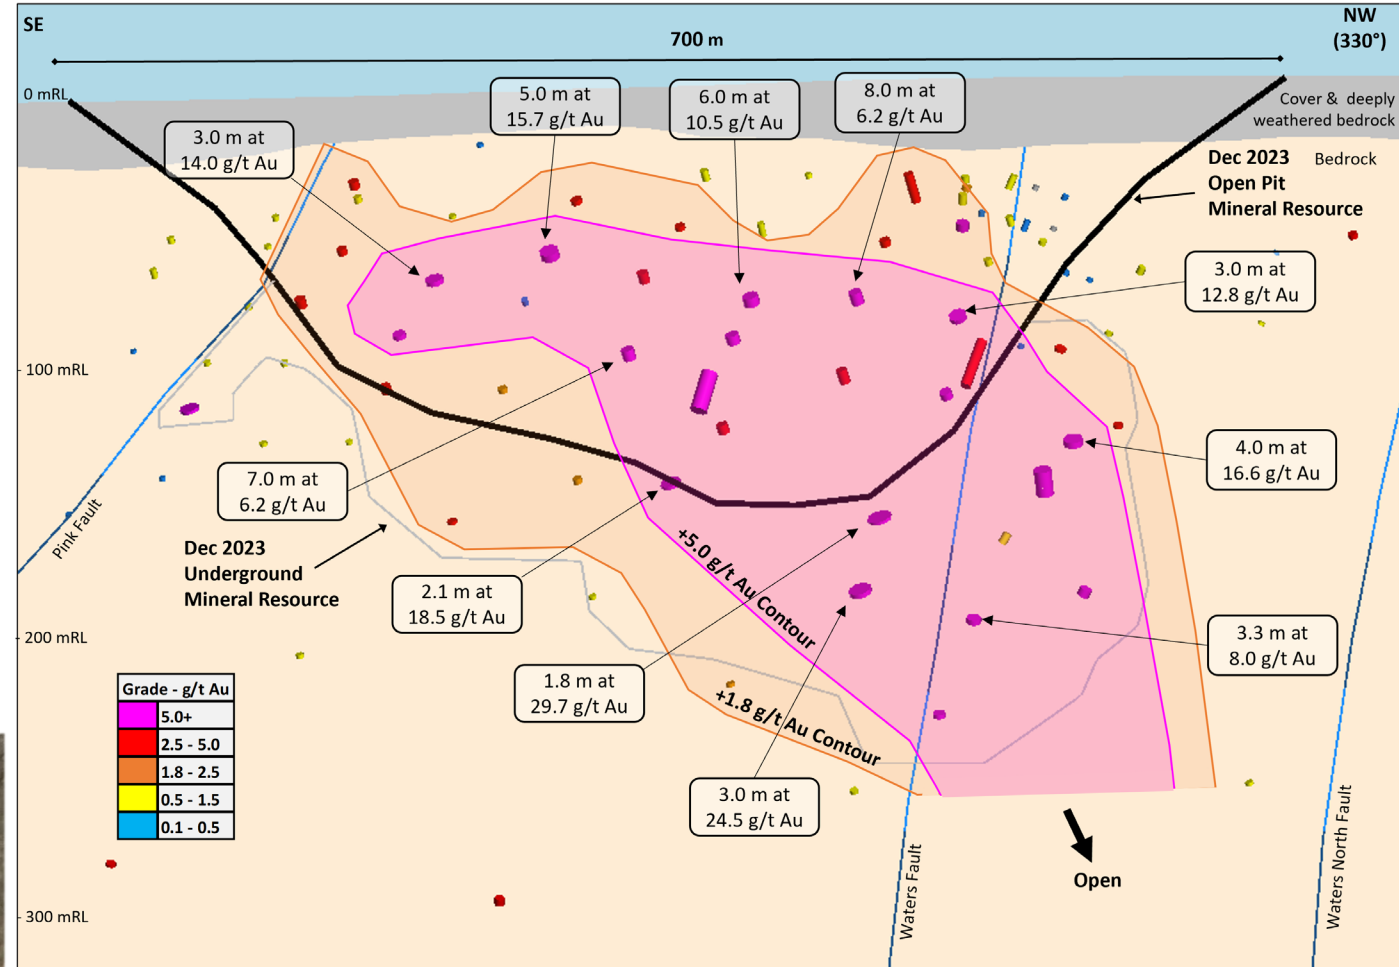 SE
NW
(330°)
700 m
0 mRL
Cover & deeply
weathered bedrock
Bedrock
5.0 m at
15.7 g/t Au
6.0 m at
10.5 g/t Au
8.0 m at
6.2 g/t Au
3.0 m at
14.0 g/t Au
Dec 2023
Open Pit
Mineral Resource
3.0 m at
12.8 g/t Au
100 mRL
4.0 m at
16.6 g/t Au
7.0 m at
6.2 g/t Au
Pink Fault
Dec 2023
Underground
Mineral Resource
2.1 m at
18.5 g/t Au
+5.0 g/t Au Contour
3.3 m at
8.0 g/t Au
200 mRL
1.8 m at
29.7 g/t Au
+1.8 g/t Au Contour
Grade - g/t Au
5.0+
2.5 - 5.0
1.8 - 2.5
0.5 - 1.5
0.1 - 0.5
3.0 m at
24.5 g/t Au
Open
Waters Fault
Waters North Fault
300 mRL